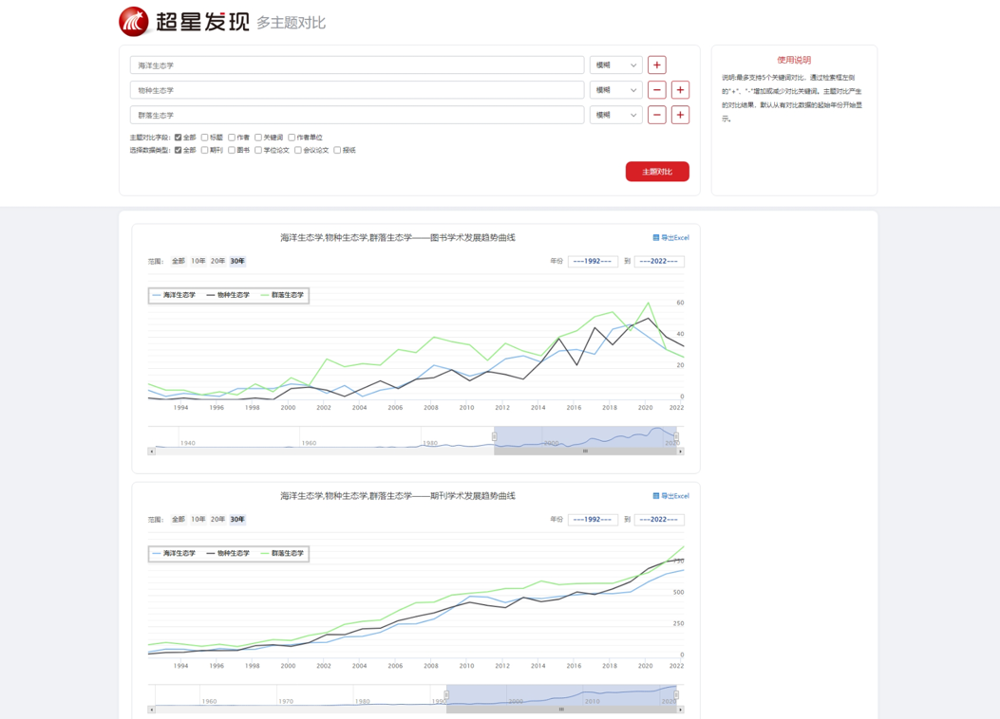 超星发现 多主题对比
海洋生态学 模糊 +
物种生态学 模糊 - +
群落生态学 模糊 - +
主题对比字段: 全部 标题 作者 关键词 作者单位
选择数据类型: 全部 期刊 图书 学位论文 会议论文 报纸
主题对比
使用说明
说明:最多支持5个关键词对比，通过检索框右侧
的"+"、"-"增加或减少对比关键词。主题对比产生
的对比结果，默认从有对比数据的起始年份开始显
示。
海洋生态学,物种生态学,群落生态学——图书学术发展趋势曲线
导出Excel
范围: 全部 10年 20年 30年 年份 ---1992--- 到 ---2022---
海洋生态学 物种生态学 群落生态学
60
40
20
0
1994 1996 1998 2000 2002 2004 2006 2008 2010 2012 2014 2016 2018 2020 2022
1940 1960 1980 2000 2020
海洋生态学,物种生态学,群落生态学——期刊学术发展趋势曲线
导出Excel
范围: 全部 10年 20年 30年 年份 ---1992--- 到 ---2022---
海洋生态学 物种生态学 群落生态学
750
500
250
0
1994 1996 1998 2000 2002 2004 2006 2008 2010 2012 2014 2016 2018 2020 2022
1960 1970 1980 1990 2000 2010 2020